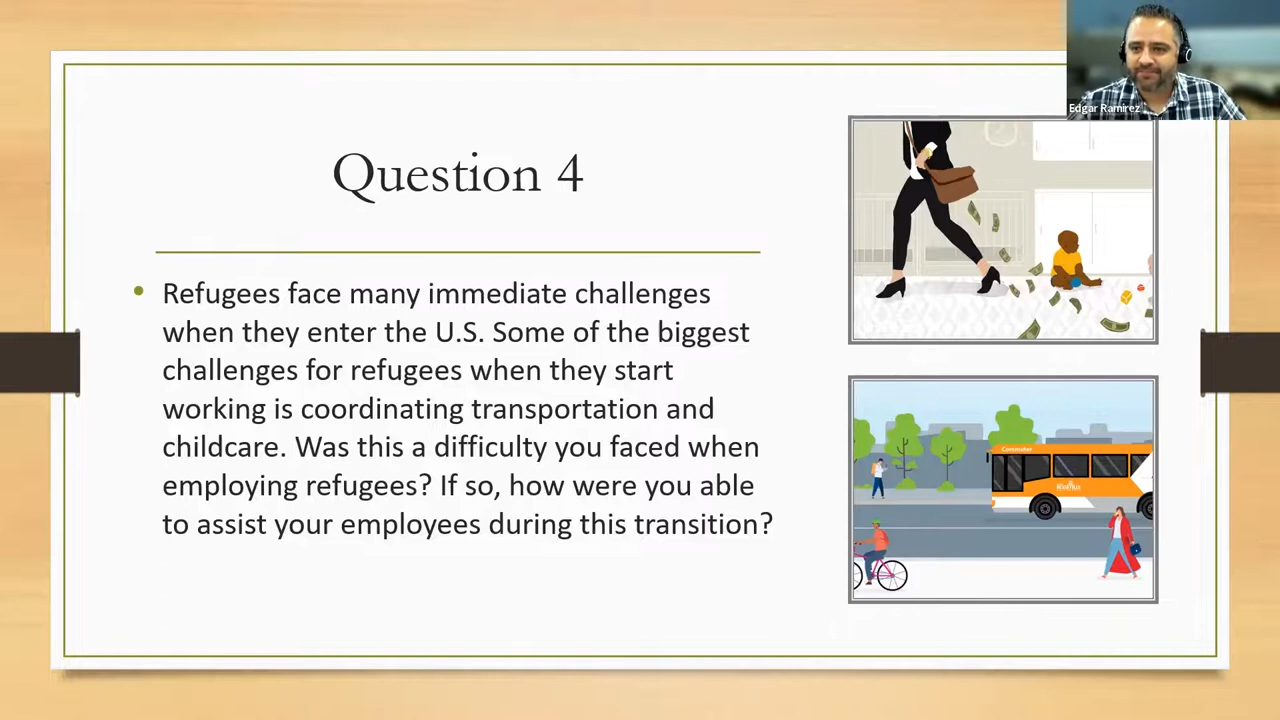 Edgar Ramirez
Question 4
Refugees face many immediate challenges
when they enter the U.S. Some of the biggest
challenges for refugees when they start
working is coordinating transportation and
childcare. Was this a difficulty you faced when
employing refugees? If so, how were you able
to assist your employees during this transition?
Commuter